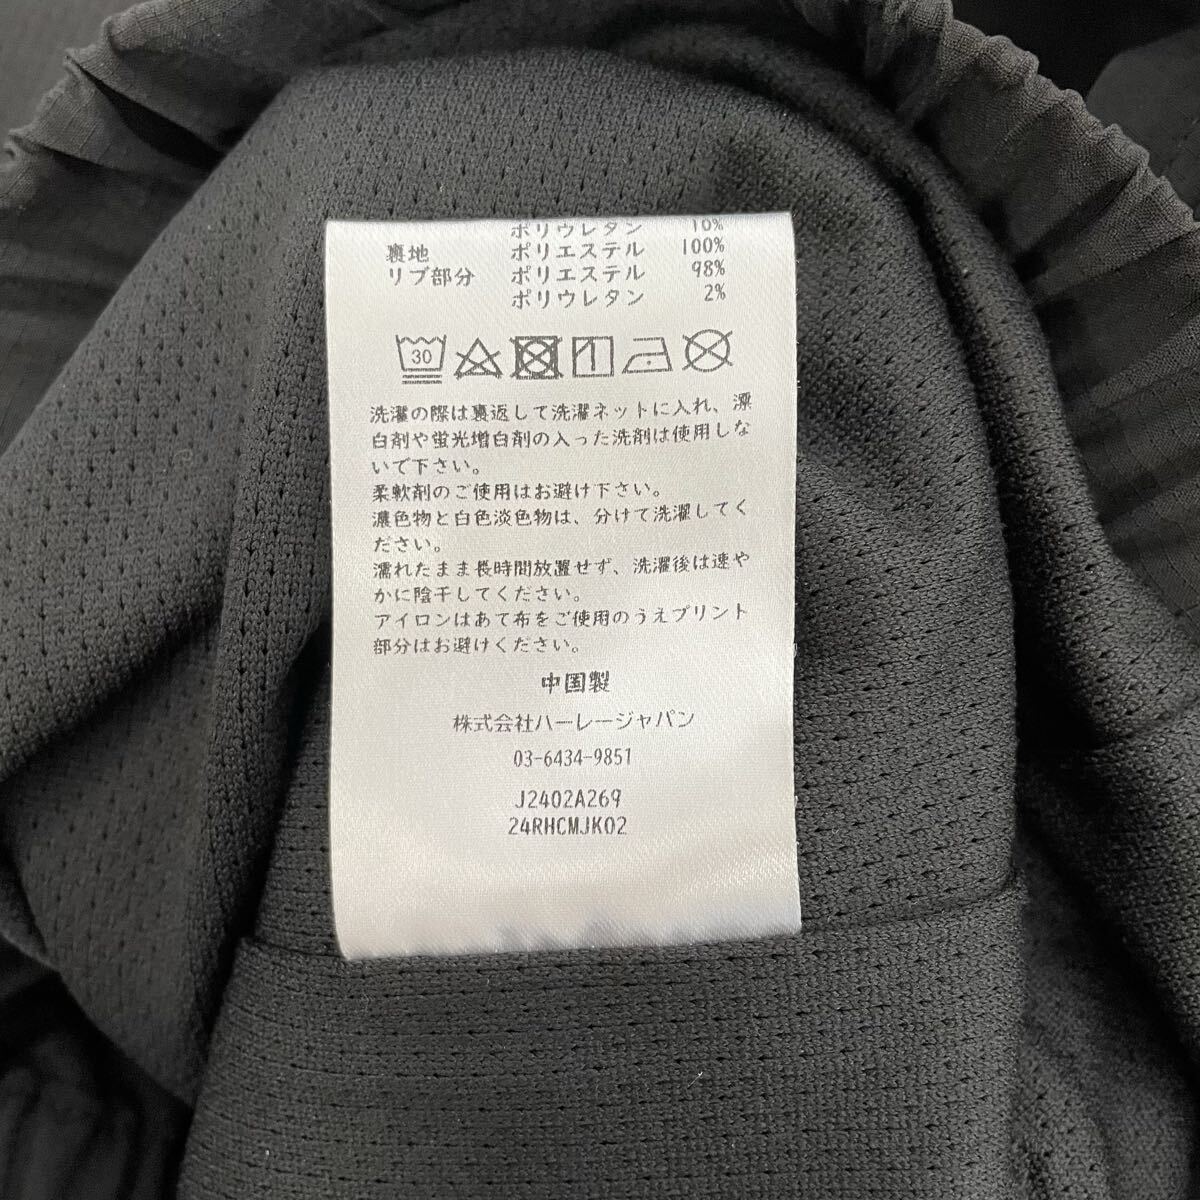 ポリウレタン 10%
裏地 ポリエステル 100%
リブ部分 ポリエステル 98%
ポリウレタン 2%
30
洗濯の際は裏返して洗濯ネットに入れ、漂
白剤や蛍光増白剤の入った洗剤は使用しな
いで下さい。
柔軟剤のご使用はお避け下さい。
濃色物と白色淡色物は、分けて洗濯してく
ださい。
濡れたまま長時間放置せず、洗濯後は速や
かに陰干してください。
アイロンはあて布をご使用のうえプリント
部分はお避けください。
中国製
株式会社ハーレージャパン
03-6434-9851
J2402A269
24RHCMJK02